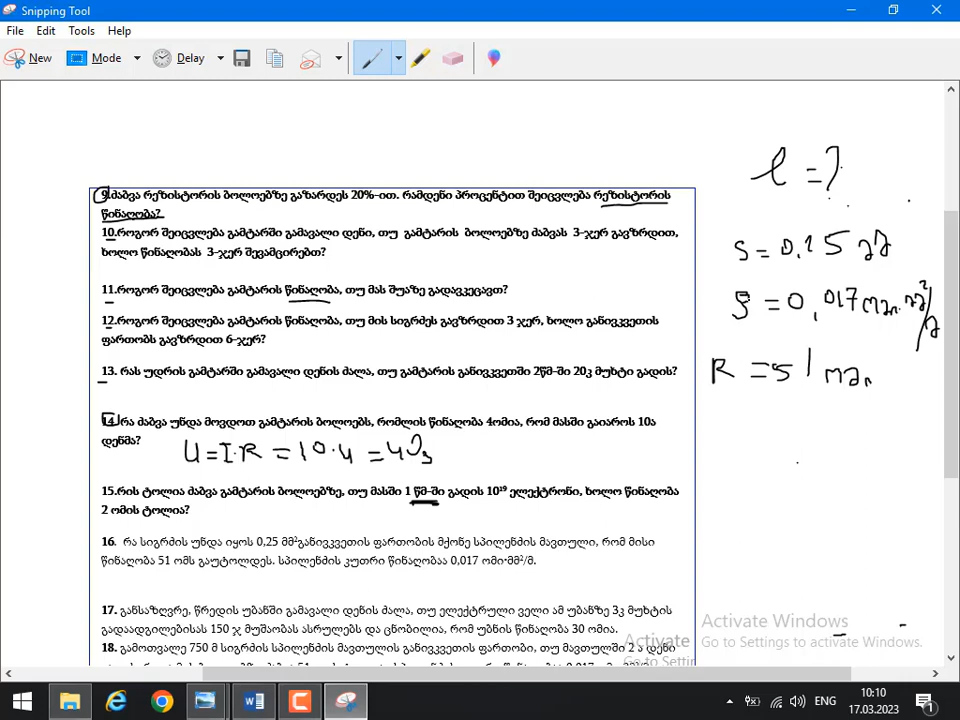 Snipping Tool
File Edit Tools Help
New Mode Delay
9.ძაბვა რეზისტორის ბოლოებზე გაზარდეს 20%-ით. რამდენი პროცენტით შეიცვლება რეზისტორის
წინაღობა?
10.როგორ შეიცვლება გამტარში გამავალი დენი, თუ გამტარის ბოლოებზე ძაბვას 3-ჯერ გავზრდით,
ხოლო წინაღობას 3-ჯერ შევამცირებთ?
11.როგორ შეიცვლება გამტარის წინაღობა, თუ მას შუაზე გადავკეცავთ?
12.როგორ შეიცვლება გამტარის წინაღობა, თუ მის სიგრძეს გავზრდით 3 ჯერ, ხოლო განივკვეთის
ფართობს გავზრდით 6-ჯერ?
13. რას უდრის გამტარში გამავალი დენის ძალა, თუ გამტარის განივკვეთში 2წმ-ში 20კ მუხტი გადის?
14.რა ძაბვა უნდა მოვდოთ გამტარის ბოლოებს, რომლის წინაღობა 4ომია, რომ მასში გაიაროს 10ა
დენმა?
U=I.R =10.4 =40ვ
15.რის ტოლია ძაბვა გამტარის ბოლოებზე, თუ მასში 1 წმ-ში გადის 10¹⁹ ელექტრონი, ხოლო წინაღობა
2 ომის ტოლია?
16. რა სიგრძის უნდა იყოს 0,25 მმ²განივკვეთის ფართობის მქონე სპილენძის მავთული, რომ მისი
წინაღობა 51 ომს გაუტოლდეს. სპილენძის კუთრი წინაღობაა 0,017 ომი·მმ²/მ.
17. განსაზღვრე, წრედის უბანში გამავალი დენის ძალა, თუ ელექტრული ველი ამ უბანზე 3კ მუხტის
გადაადგილებისას 150 ჯ მუშაობას ასრულებს და ცნობილია, რომ უბნის წინაღობა 30 ომია.
18. გამოთვალე 750 მ სიგრძის სპილენძის მავთულის განივკვეთის ფართობი, თუ მავთულში 2 ა დენი
l =?
R =51 ომი
Activate Windows
Go to Settings to activate Windows.
Activate
Go to Settin
ENG
10:10
17.03.2023
1